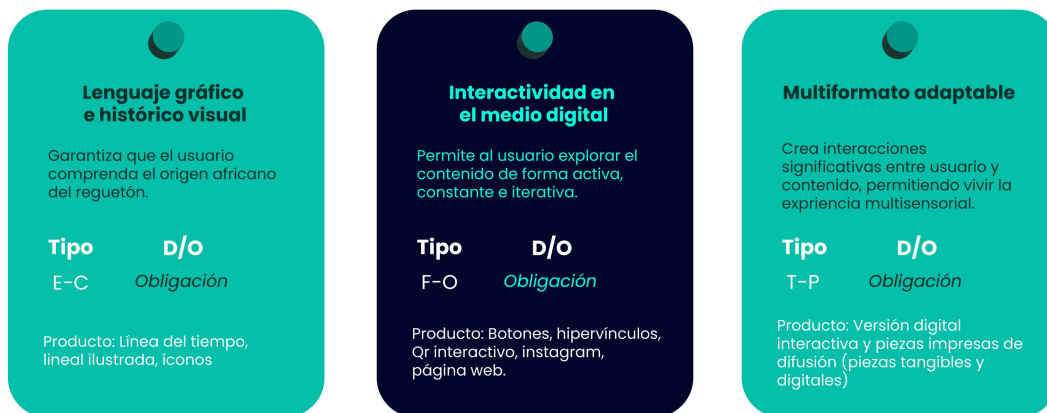 Lenguaje gráfico
e histórico visual
Garantiza que el usuario
comprenda el origen africano
del reguetón.
Tipo D/O
E-C Obligación
Producto: Línea del tiempo,
lineal ilustrada, íconos
Interactividad en
el medio digital
Permite al usuario explorar el
contenido de forma activa,
constante e iterativa.
Tipo D/O
F-O Obligación
Producto: Botones, hipervínculos,
Qr interactivo, instagram,
página web.
Multiformato adaptable
Crea interacciones
significativas entre usuario y
contenido, permitiendo vivir la
expriencia multisensorial.
Tipo D/O
T-P Obligación
Producto: Versión digital
interactiva y piezas impresas de
difusión (piezas tangibles y
digitales)